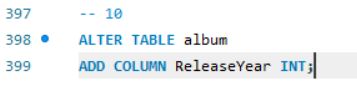 397 -- 10
398 ALTER TABLE album
399 ADD COLUMN ReleaseYear INT;